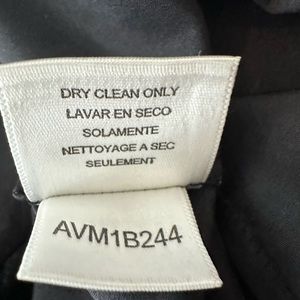 DRY CLEAN ONLY
LAVAR EN SECO
SOLAMENTE
NETTOYAGE A SEC
SEULEMENT
AVM1B244